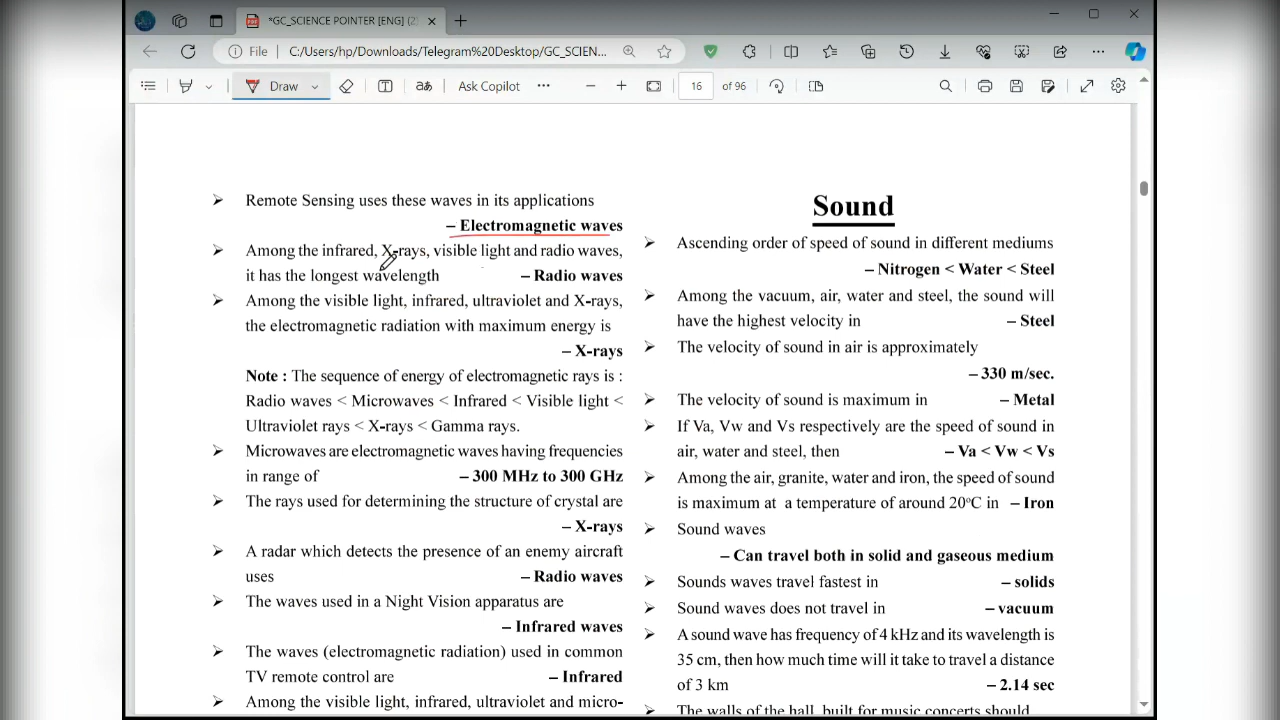 *GC_SCIENCE POINTER [ENG] (2
File
C:/Users/hp/Downloads/Telegram%20Desktop/GC_SCIEN...
Draw
aあ
Ask Copilot
16 of 96
➢ Remote Sensing uses these waves in its applications
– Electromagnetic waves
➢ Among the infrared, X-rays, visible light and radio waves,
it has the longest wavelength – Radio waves
➢ Among the visible light, infrared, ultraviolet and X-rays,
the electromagnetic radiation with maximum energy is
– X-rays
Note : The sequence of energy of electromagnetic rays is :
Radio waves < Microwaves < Infrared < Visible light <
Ultraviolet rays < X-rays < Gamma rays.
➢ Microwaves are electromagnetic waves having frequencies
in range of – 300 MHz to 300 GHz
➢ The rays used for determining the structure of crystal are
– X-rays
➢ A radar which detects the presence of an enemy aircraft
uses – Radio waves
➢ The waves used in a Night Vision apparatus are
– Infrared waves
➢ The waves (electromagnetic radiation) used in common
TV remote control are – Infrared
➢ Among the visible light, infrared, ultraviolet and micro-
Sound
➢ Ascending order of speed of sound in different mediums
– Nitrogen < Water < Steel
➢ Among the vacuum, air, water and steel, the sound will
have the highest velocity in – Steel
➢ The velocity of sound in air is approximately
– 330 m/sec.
➢ The velocity of sound is maximum in – Metal
➢ If Va, Vw and Vs respectively are the speed of sound in
air, water and steel, then – Va < Vw < Vs
➢ Among the air, granite, water and iron, the speed of sound
is maximum at a temperature of around 20°C in – Iron
➢ Sound waves
– Can travel both in solid and gaseous medium
➢ Sounds waves travel fastest in – solids
➢ Sound waves does not travel in – vacuum
➢ A sound wave has frequency of 4 kHz and its wavelength is
35 cm, then how much time will it take to travel a distance
of 3 km – 2.14 sec
➢ The walls of the hall, built for music concerts should